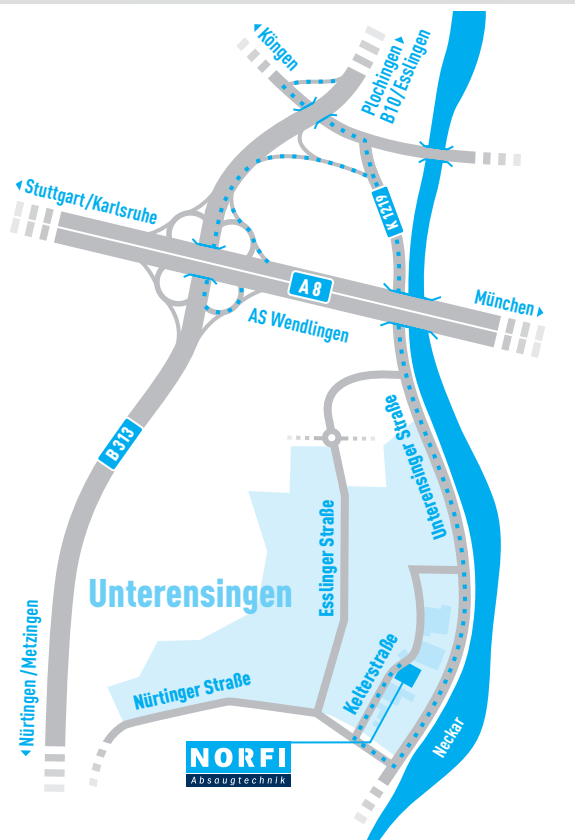 Köngen
Plochingen
B10/Esslingen
K 1219
Stuttgart/Karlsruhe
A 8
München
AS Wendlingen
B 313
Unterensinger Straße
Esslinger Straße
Unterensingen
Nürtingen/Metzingen
Kelterstraße
Nürtinger Straße
Neckar
NORFI
Absaugtechnik